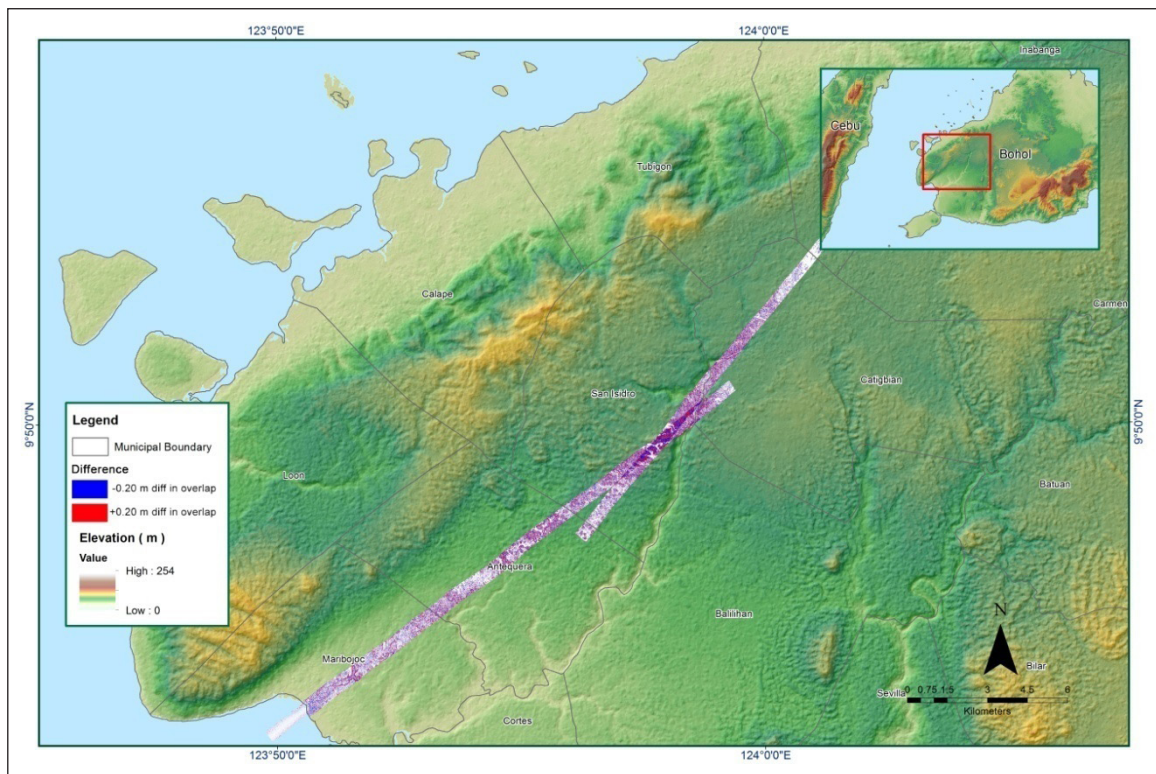 123°50'0"E
124°0'0"E
Inabanga
Cebu
Bohol
Tubigon
Calape
Carmen
San Isidro
Catigbian
9°50'0"N
9°50'0"N
Legend
Municipal Boundary
Difference
-0.20 m diff in overlap
+0.20 m diff in overlap
Elevation ( m )
Value
High : 254
Low : 0
Loon
Batuan
Antequera
Balilihan
N
Maribojoc
Bilar
Sevilla
0 0.75 1.5 3 4.5 6
Kilometers
Cortes
123°50'0"E
124°0'0"E